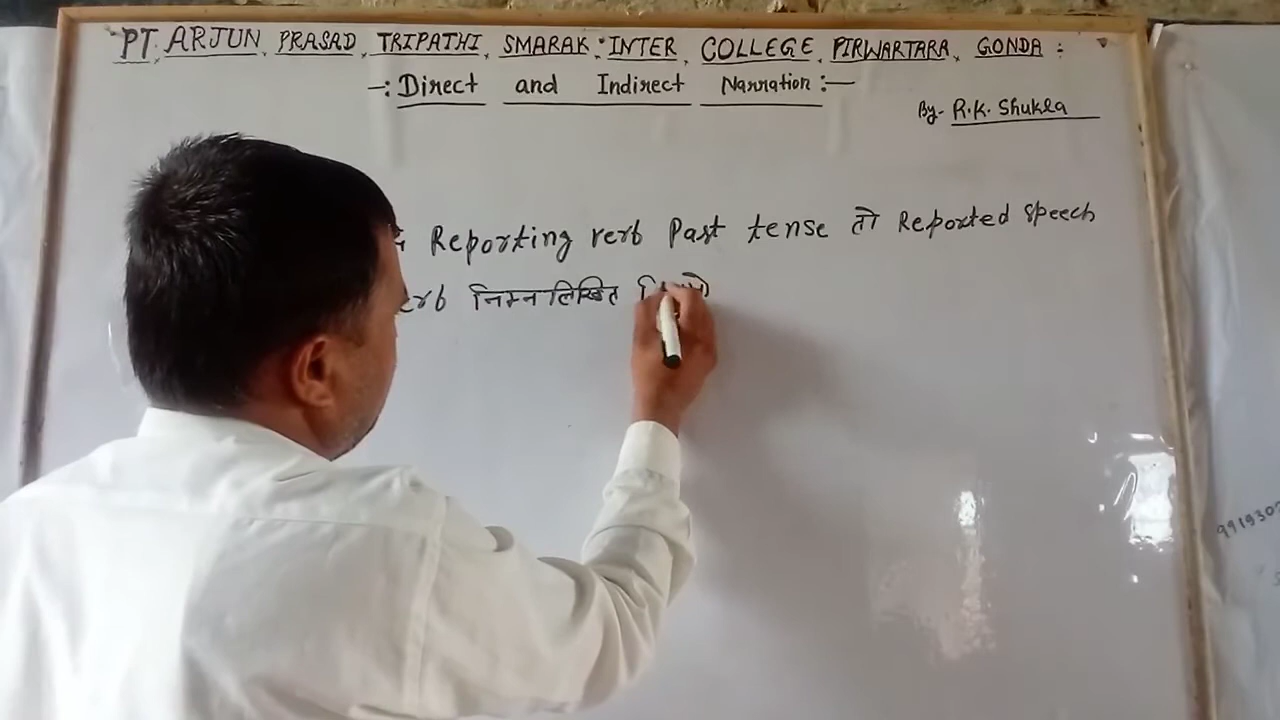 PT. ARJUN PRASAD TRIPATHI SMARAK INTER COLLEGE PIRWARTARA, GONDA :
-: Direct and Indirect Narration :-
By- R.K. Shukla
Reporting verb Past tense तो Reported speech
निम्नलिखित